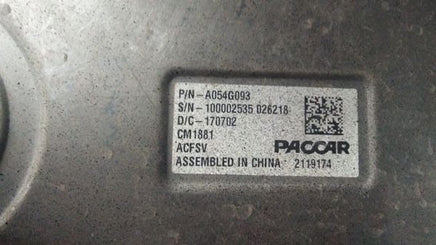 P/N-A054G093
S/N-100002535 026218
D/C-170702
CM1881
ACFSV
PACCAR
ASSEMBLED IN CHINA 2119174